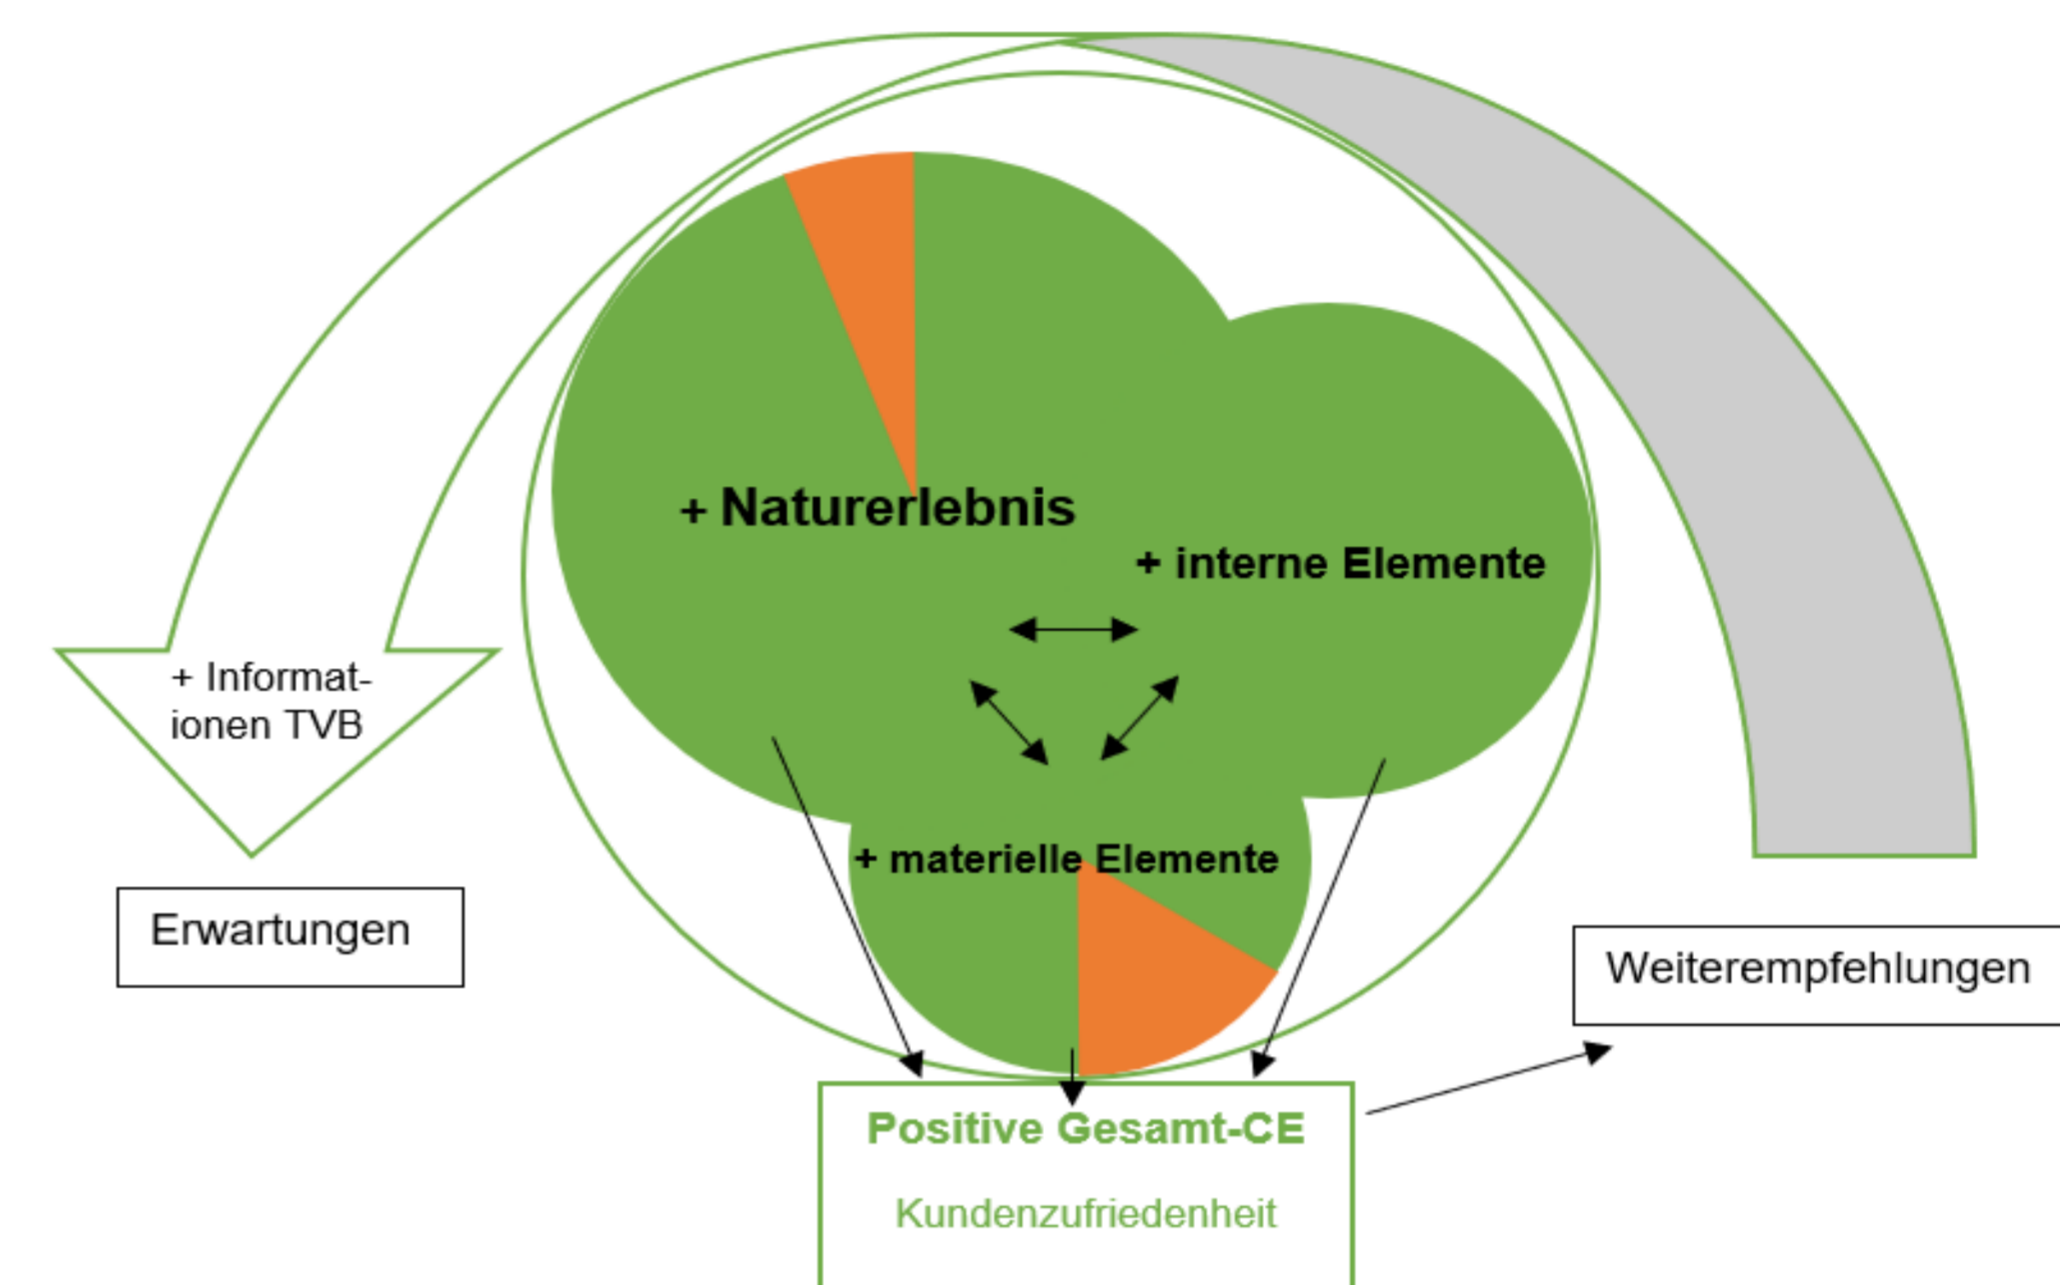 + Naturerlebnis
+ interne Elemente
+ Informat-
ionen TVB
+ materielle Elemente
Erwartungen
Weiterempfehlungen
Positive Gesamt-CE
Kundenzufriedenheit